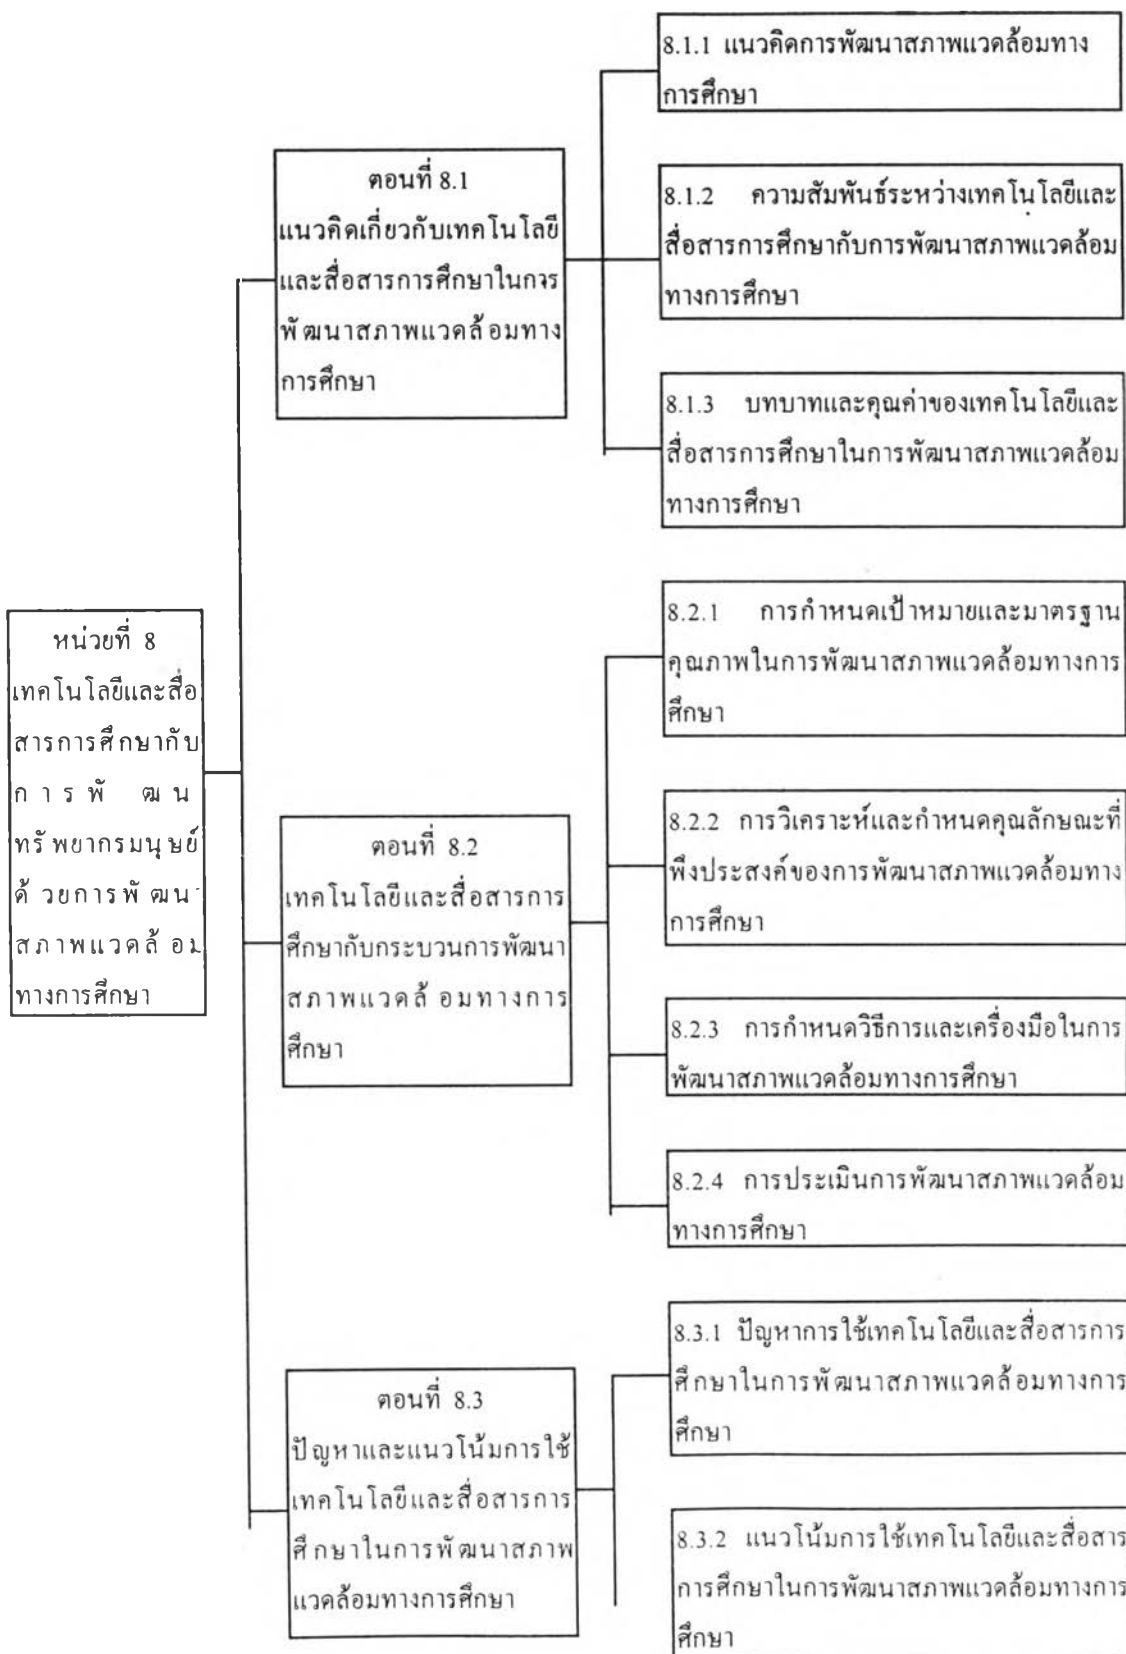 หน่วยที่ 8
เทคโนโลยีและสื่อ
สารการศึกษากับ
การพัฒน
ทรัพยากรมนุษย์
ด้วยการพัฒน
สภาพแวดล้อม
ทางการศึกษา
ตอนที่ 8.1
แนวคิดเกี่ยวกับเทคโนโลยี
และสื่อสารการศึกษาในการ
พัฒนาสภาพแวดล้อมทาง
การศึกษา
8.1.1 แนวคิดการพัฒนาสภาพแวดล้อมทาง
การศึกษา
8.1.2 ความสัมพันธ์ระหว่างเทคโนโลยีและ
สื่อสารการศึกษากับการพัฒนาสภาพแวดล้อม
ทางการศึกษา
8.1.3 บทบาทและคุณค่าของเทคโนโลยีและ
สื่อสารการศึกษาในการพัฒนาสภาพแวดล้อม
ทางการศึกษา
ตอนที่ 8.2
เทคโนโลยีและสื่อสารการ
ศึกษากับกระบวนการพัฒนา
สภาพแวดล้อมทางการ
ศึกษา
8.2.1 การกำหนดเป้าหมายและมาตรฐาน
คุณภาพในการพัฒนาสภาพแวดล้อมทางการ
ศึกษา
8.2.2 การวิเคราะห์และกำหนดคุณลักษณะที่
พึงประสงค์ของการพัฒนาสภาพแวดล้อมทาง
การศึกษา
8.2.3 การกำหนดวิธีการและเครื่องมือในการ
พัฒนาสภาพแวดล้อมทางการศึกษา
8.2.4 การประเมินการพัฒนาสภาพแวดล้อม
ทางการศึกษา
ตอนที่ 8.3
ปัญหาและแนวโน้มการใช้
เทคโนโลยีและสื่อสารการ
ศึกษาในการพัฒนาสภาพ
แวดล้อมทางการศึกษา
8.3.1 ปัญหาการใช้เทคโนโลยีและสื่อสารการ
ศึกษาในการพัฒนาสภาพแวดล้อมทางการ
ศึกษา
8.3.2 แนวโน้มการใช้เทคโนโลยีและสื่อสาร
การศึกษาในการพัฒนาสภาพแวดล้อมทางการ
ศึกษา